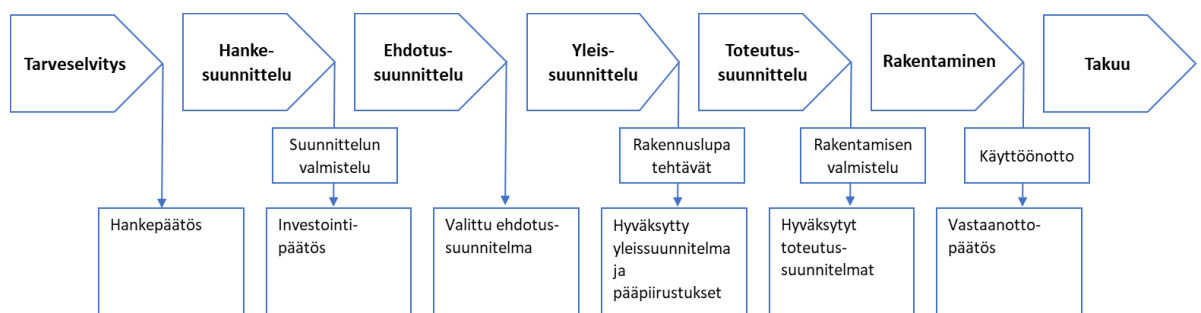 Tarveselvitys
Hanke-
suunnittelu
Ehdotus-
suunnittelu
Yleis-
suunnittelu
Toteutus-
suunnittelu
Rakentaminen
Takuu
Suunnittelun
valmistelu
Rakennuslupa
tehtävät
Rakentamisen
valmistelu
Käyttöönotto
Hankepäätös
Investointi-
päätös
Valittu ehdotus-
suunnitelma
Hyväksytty
yleissuunnitelma
ja
pääpiirustukset
Hyväksytyt
toteutus-
suunnitelmat
Vastaanotto-
päätös